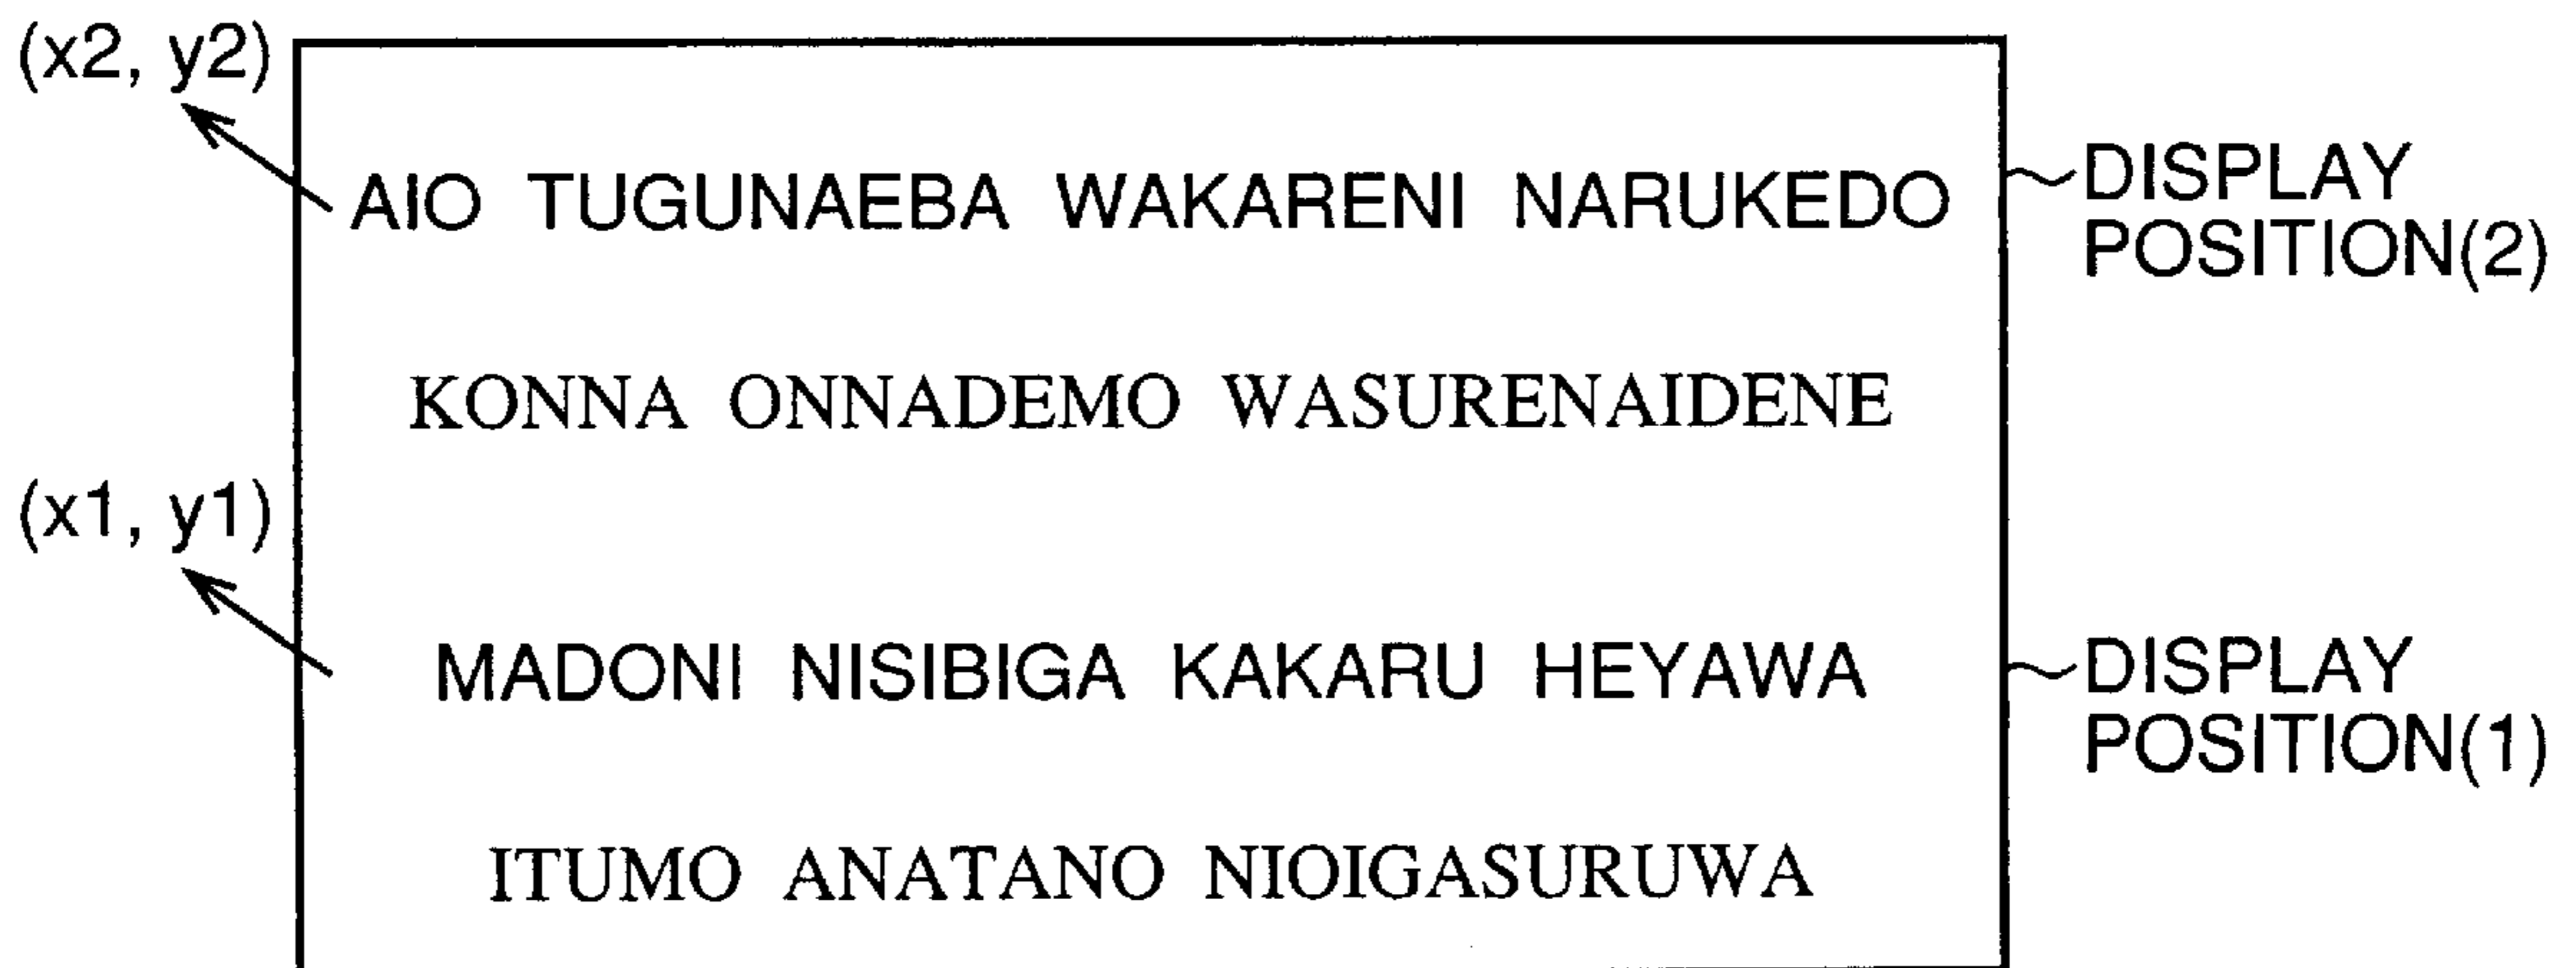 (x2, y2)
AIO TUGUNAEBA WAKARENI NARUKEDO
DISPLAY
POSITION(2)
KONNA ONNADEMO WASURENAIDENE
(x1, y1)
MADONI NISIBIGA KAKARU HEYAWA
DISPLAY
POSITION(1)
ITUMO ANATANO NIOIGASURUWA